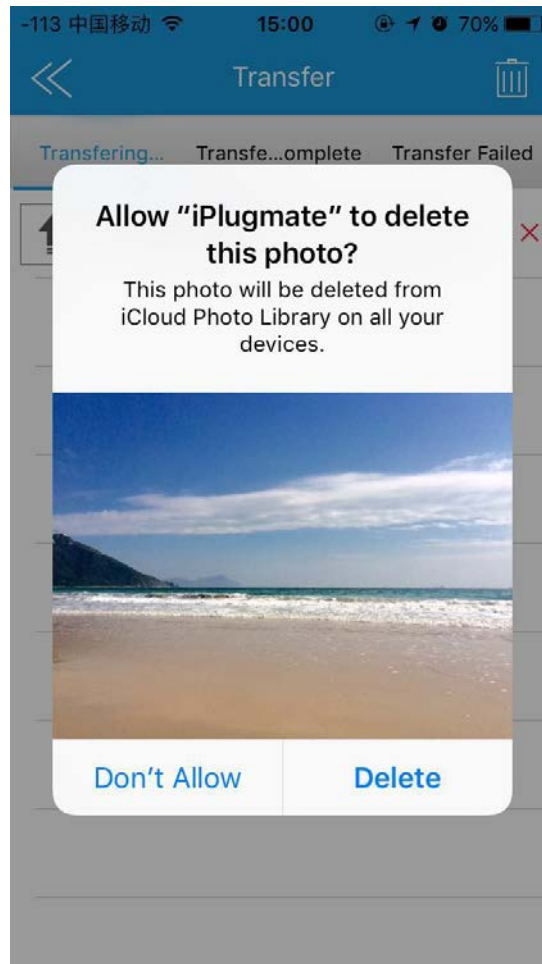 -113 中国移动 15:00 70%
Transfer
Transfering... Transfe...omplete Transfer Failed
Allow “iPlugmate” to delete
this photo?
This photo will be deleted from
iCloud Photo Library on all your
devices.
Don’t Allow Delete